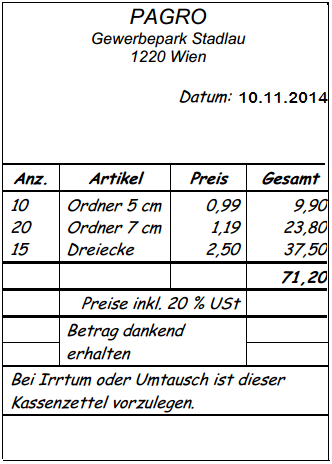 PAGRO
Gewerbepark Stadlau
1220 Wien
Datum: 10.11.2014
Anz. Artikel Preis Gesamt
10 Ordner 5 cm 0,99 9,90
20 Ordner 7 cm 1,19 23,80
15 Dreiecke 2,50 37,50
71,20
Preise inkl. 20 % USt
Betrag dankend
erhalten
Bei Irrtum oder Umtausch ist dieser
Kassenzettel vorzulegen.